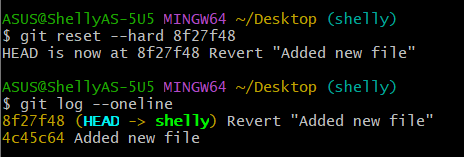 ASUS@ShellyAS-5U5 MINGW64 ~/Desktop (shelly)
$ git reset --hard 8f27f48
HEAD is now at 8f27f48 Revert "Added new file"
ASUS@ShellyAS-5U5 MINGW64 ~/Desktop (shelly)
$ git log --oneline
8f27f48 (HEAD -> shelly) Revert "Added new file"
4c45c64 Added new file